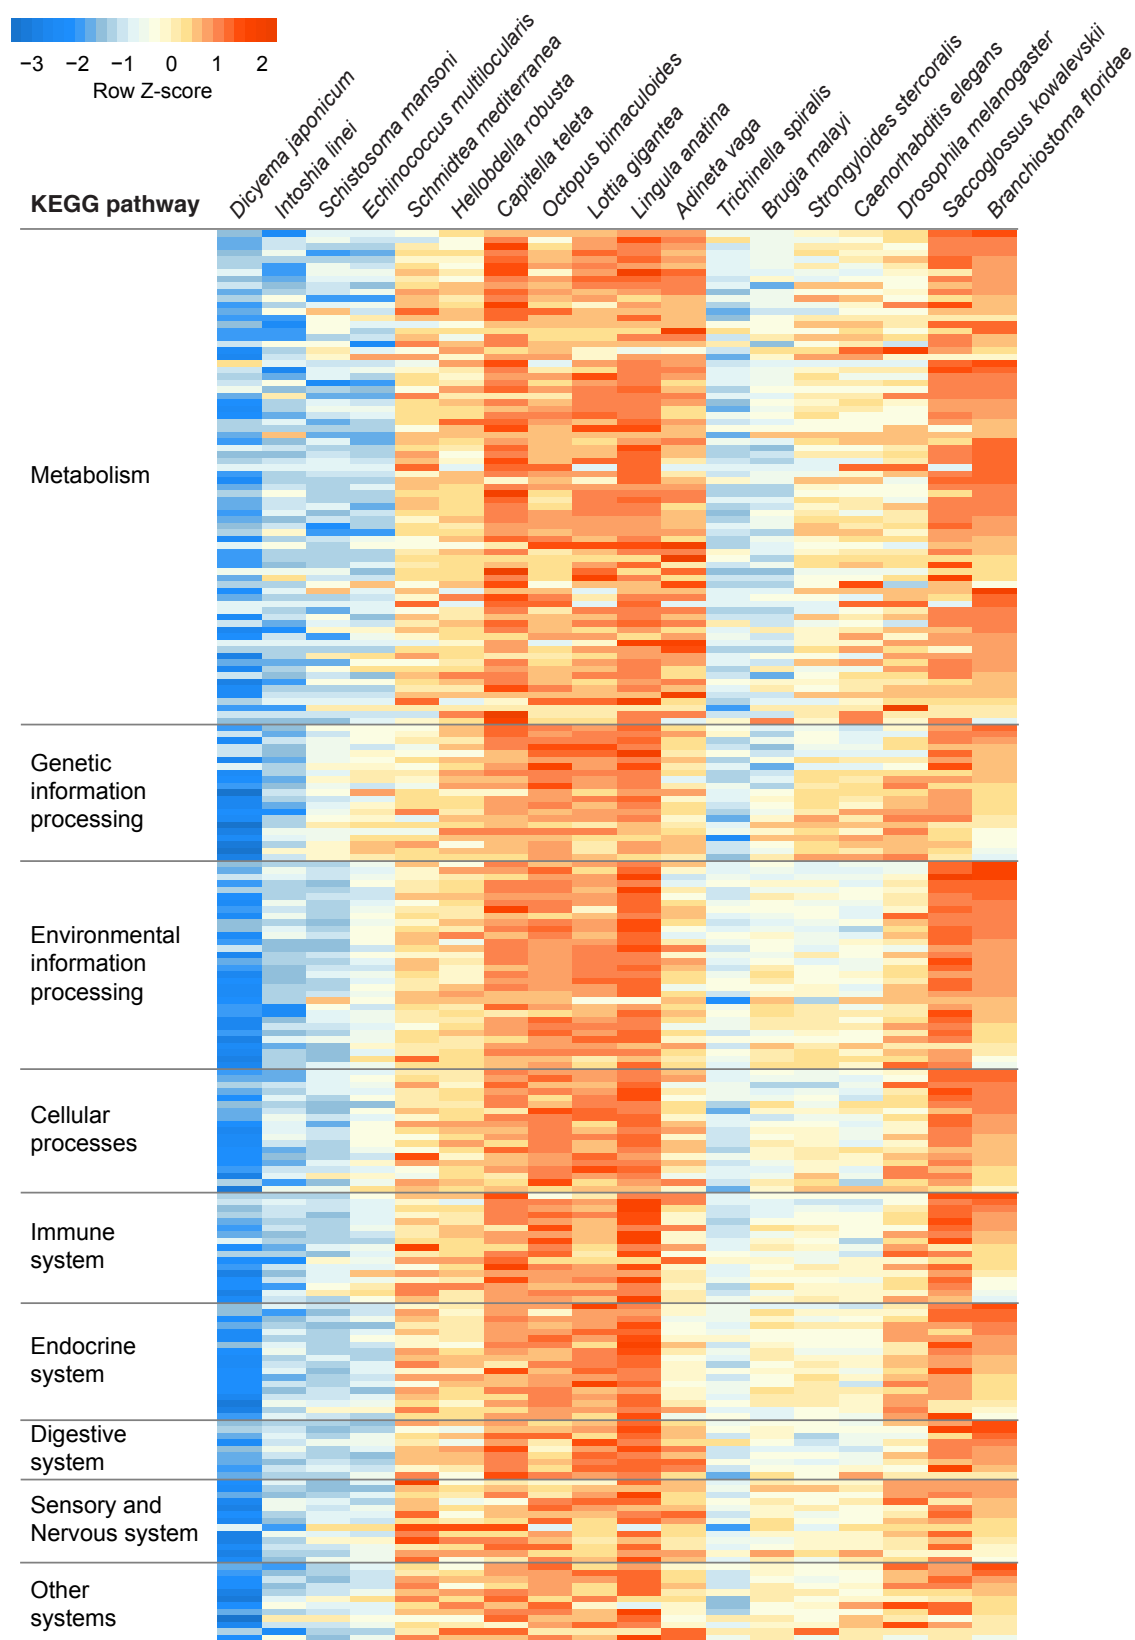 −3 −2 −1 0 1 2
Row Z-score
KEGG pathway
Dicyema japonicum
Intoshia linei
Schistosoma mansoni
Echinococcus multilocularis
Schmidtea mediterranea
Hellobdella robusta
Capitella teleta
Octopus bimaculoides
Lottia gigantea
Lingula anatina
Adineta vaga
Trichinella spiralis
Brugia malayi
Strongyloides stercoralis
Caenorhabditis elegans
Drosophila melanogaster
Saccoglossus kowalevskii
Branchiostoma floridae
Metabolism
Genetic
information
processing
Environmental
information
processing
Cellular
processes
Immune
system
Endocrine
system
Digestive
system
Sensory and
Nervous system
Other
systems